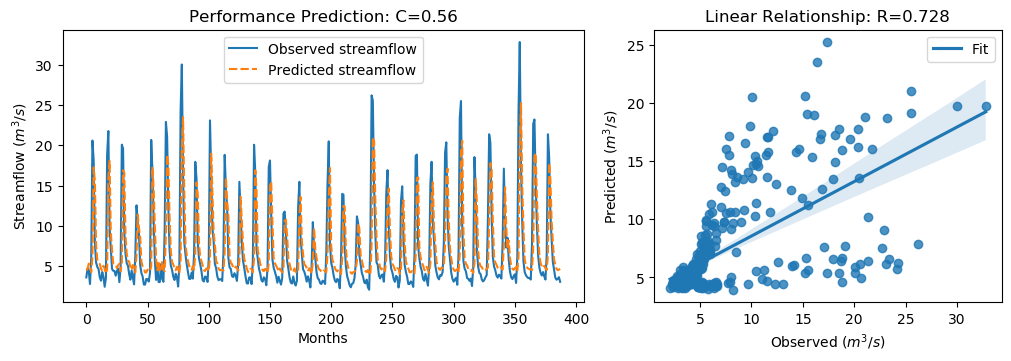 Performance Prediction: C=0.56
Observed streamflow
Predicted streamflow
Streamflow (m³/s)
30
25
20
15
10
5
0
50
100
150
200
250
300
350
400
Months
Linear Relationship: R=0.728
Fit
Predicted (m³/s)
25
20
15
10
5
5
10
15
20
25
30
Observed (m³/s)